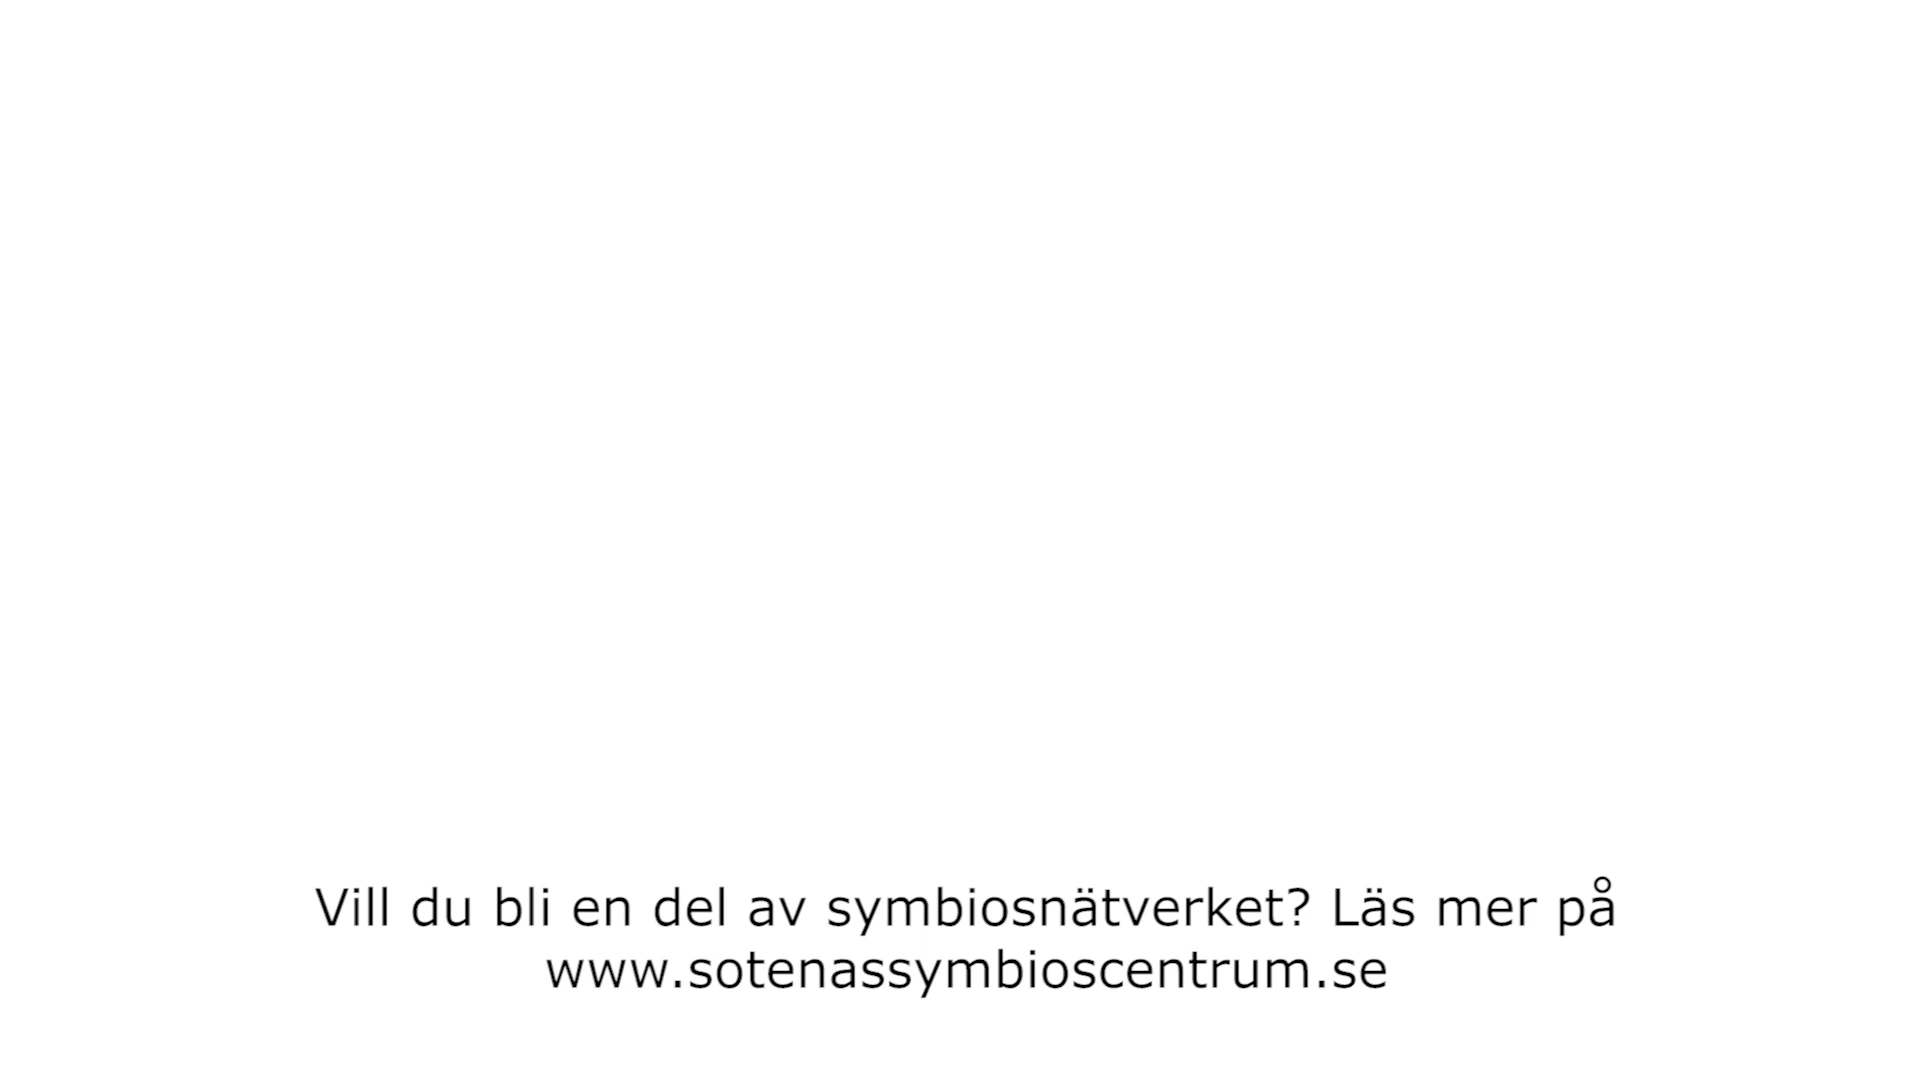 Vill du bli en del av symbiosnätverket? Läs mer på
www.sotenassymbioscentrum.se